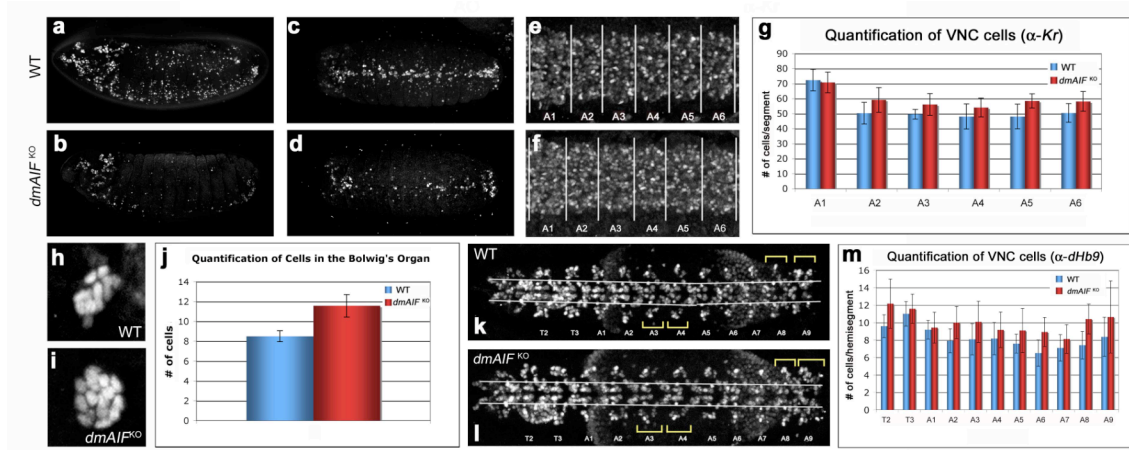 a
c
e
WT
A1 A2 A3 A4 A5 A6
b
d
f
dmAIF KO
A1 A2 A3 A4 A5 A6
g
Quantification of VNC cells (α-Kr)
WT
dmAIF KO
# of cells/segment
90
80
70
60
50
40
30
20
10
0
A1 A2 A3 A4 A5 A6
h
WT
i
dmAIF KO
j
Quantification of Cells in the Bolwig's Organ
WT
dmAIF KO
# of cells
14
12
10
8
6
4
2
0
WT
k
T2 T3 A1 A2 A3 A4 A5 A6 A7 A8 A9
dmAIF KO
l
T2 T3 A1 A2 A3 A4 A5 A6 A7 A8 A9
m
Quantification of VNC cells (α-dHb9)
WT
dmAIF KO
# of cells/hemisegment
16
14
12
10
8
6
4
2
0
T2 T3 A1 A2 A3 A4 A5 A6 A7 A8 A9